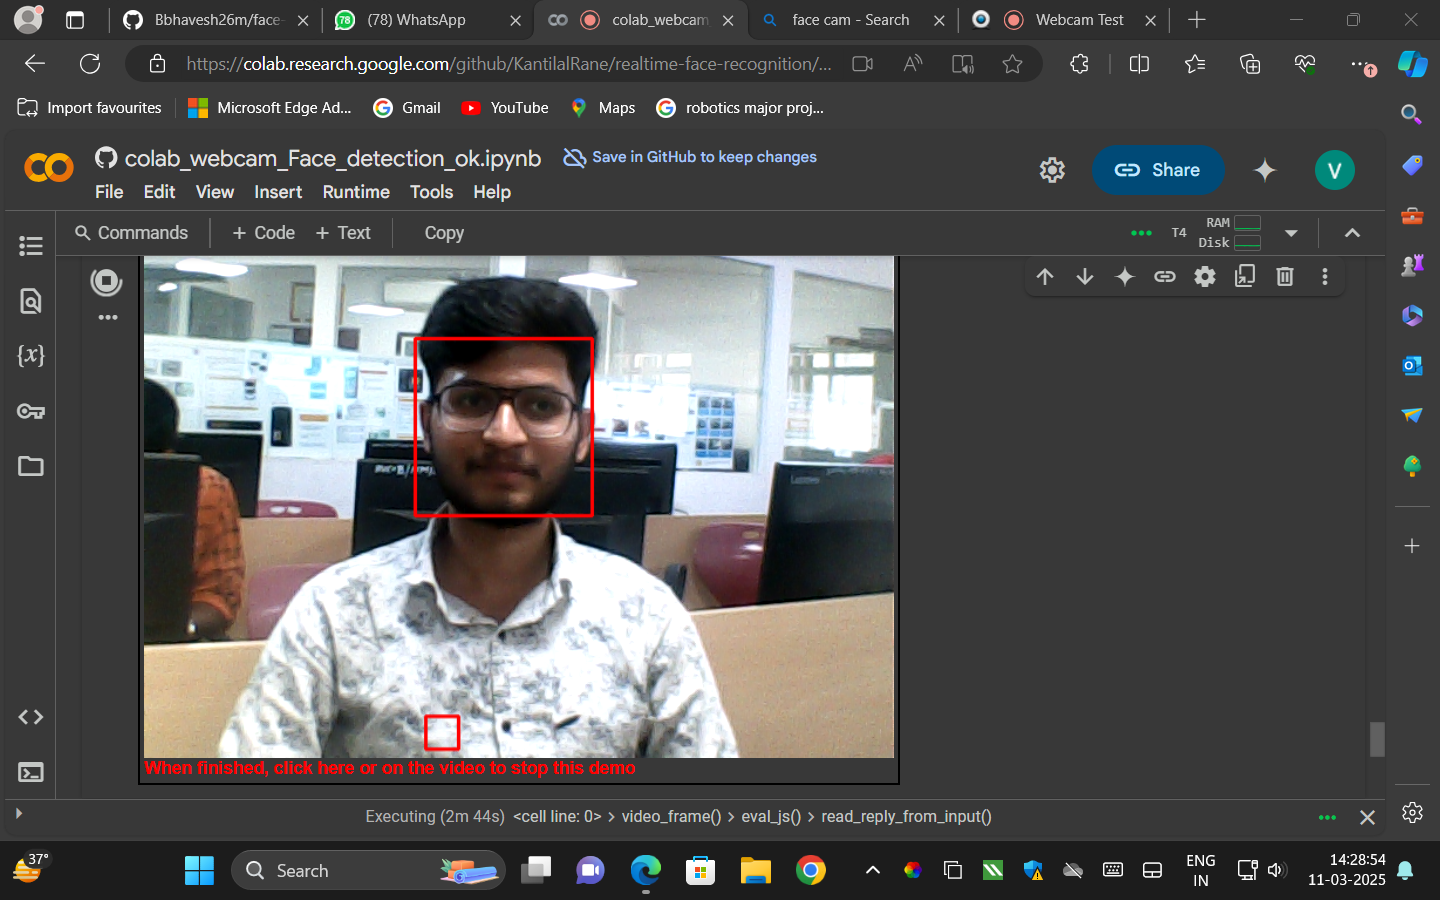 Bbhavesh26m/face-
78
(78) WhatsApp
colab_webcam
face cam - Search
Webcam Test
https://colab.research.google.com/github/KantilalRane/realtime-face-recognition/...
Import favourites
Microsoft Edge Ad...
Gmail
YouTube
Maps
robotics major proj...
colab_webcam_Face_detection_ok.ipynb
Save in GitHub to keep changes
File Edit View Insert Runtime Tools Help
Share
V
Commands
+ Code + Text
Copy
T4
RAM
Disk
{x}
Lenovo
When finished, click here or on the video to stop this demo
Executing (2m 44s) <cell line: 0> > video_frame() > eval_js() > read_reply_from_input()
37°
Search
ENG
IN
14:28:54
11-03-2025